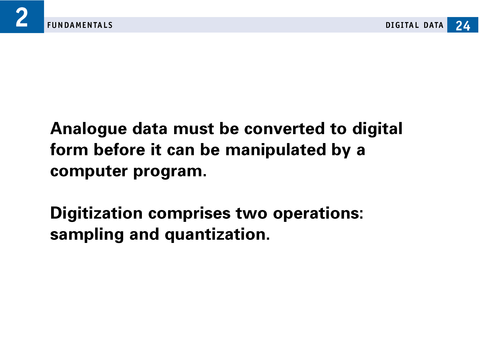 2
FUNDAMENTALS
DIGITAL DATA
24
Analogue data must be converted to digital
form before it can be manipulated by a
computer program.
Digitization comprises two operations:
sampling and quantization.